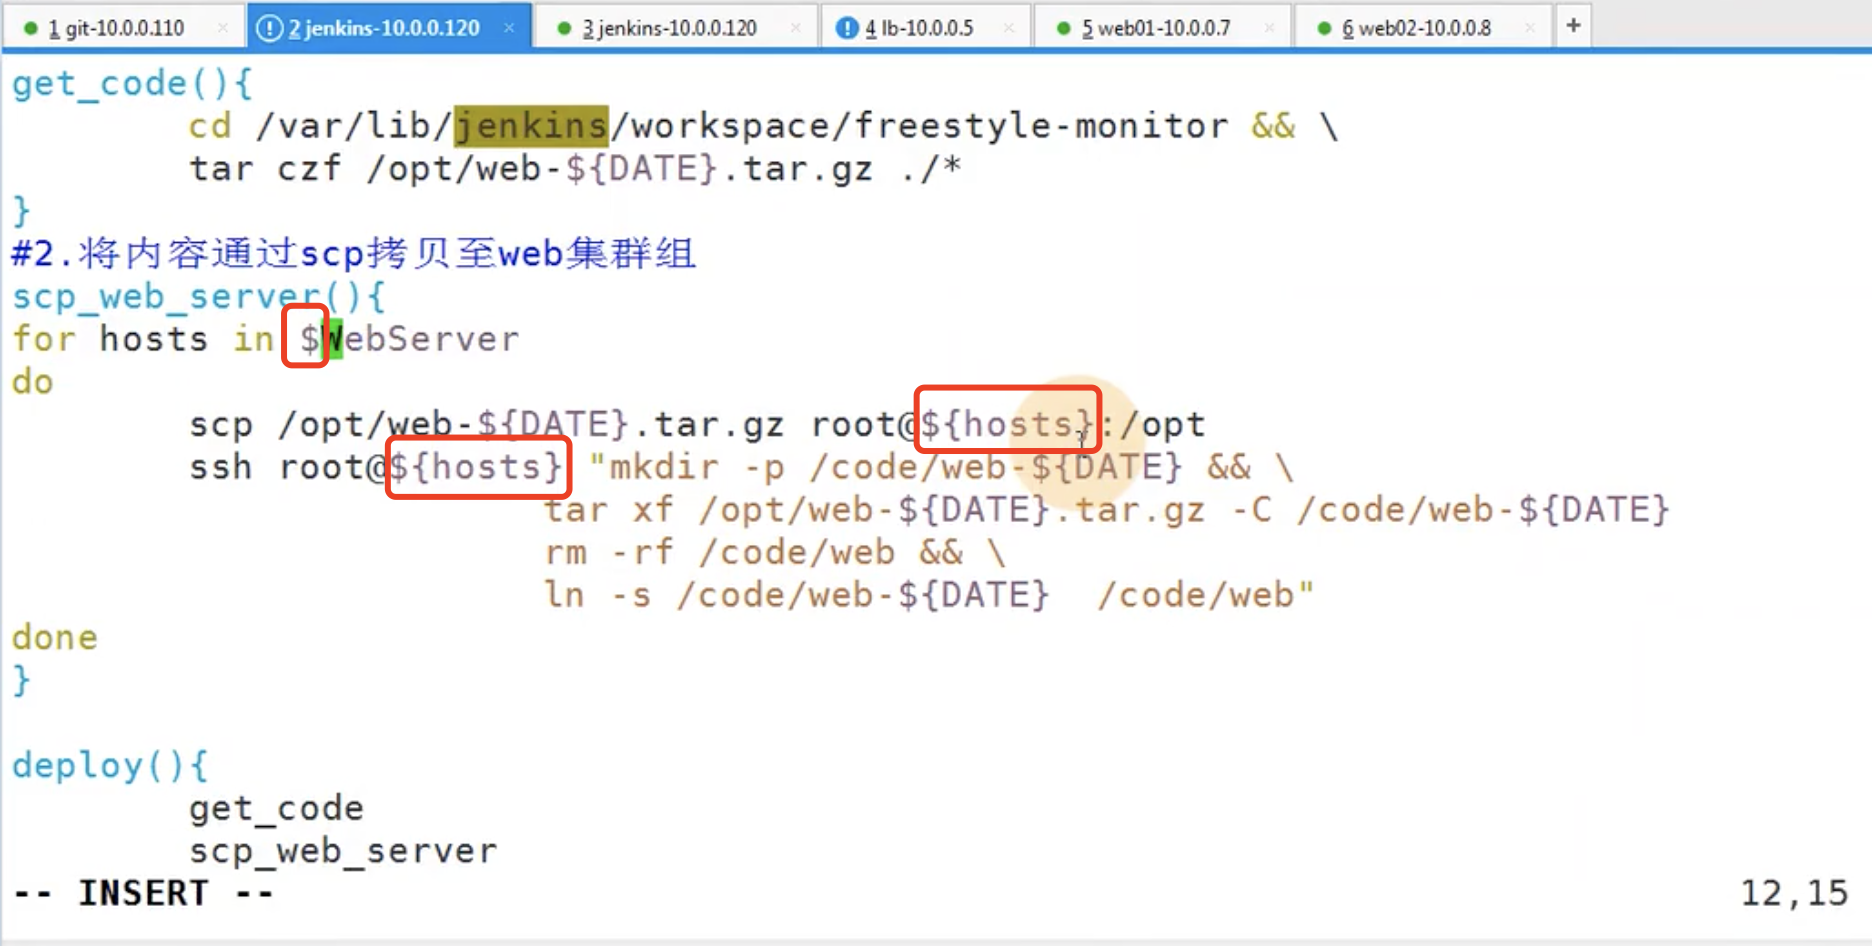 1 git-10.0.0.110 × 2 jenkins-10.0.0.120 × 3 jenkins-10.0.0.120 × 4 lb-10.0.0.5 × 5 web01-10.0.0.7 × 6 web02-10.0.0.8 × +
get_code(){
cd /var/lib/jenkins/workspace/freestyle-monitor && \
tar czf /opt/web-${DATE}.tar.gz ./*
}
#2.将内容通过scp拷贝至web集群组
scp_web_server(){
for hosts in $WebServer
do
scp /opt/web-${DATE}.tar.gz root@${hosts}:/opt
ssh root@${hosts} "mkdir -p /code/web-${DATE} && \
tar xf /opt/web-${DATE}.tar.gz -C /code/web-${DATE}
rm -rf /code/web && \
ln -s /code/web-${DATE}  /code/web"
done
}
deploy(){
get_code
scp_web_server
-- INSERT -- 12,15